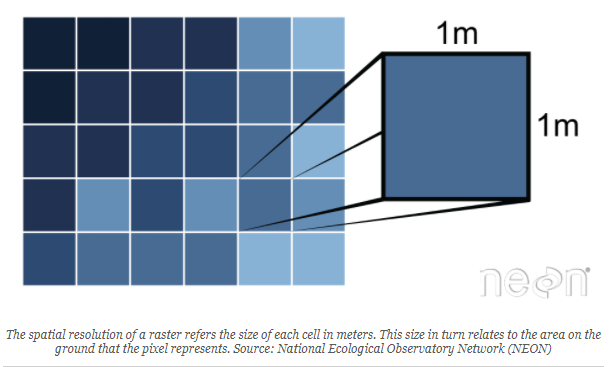 1m
1m
neon
The spatial resolution of a raster refers the size of each cell in meters. This size in turn relates to the area on the
ground that the pixel represents. Source: National Ecological Observatory Network (NEON)